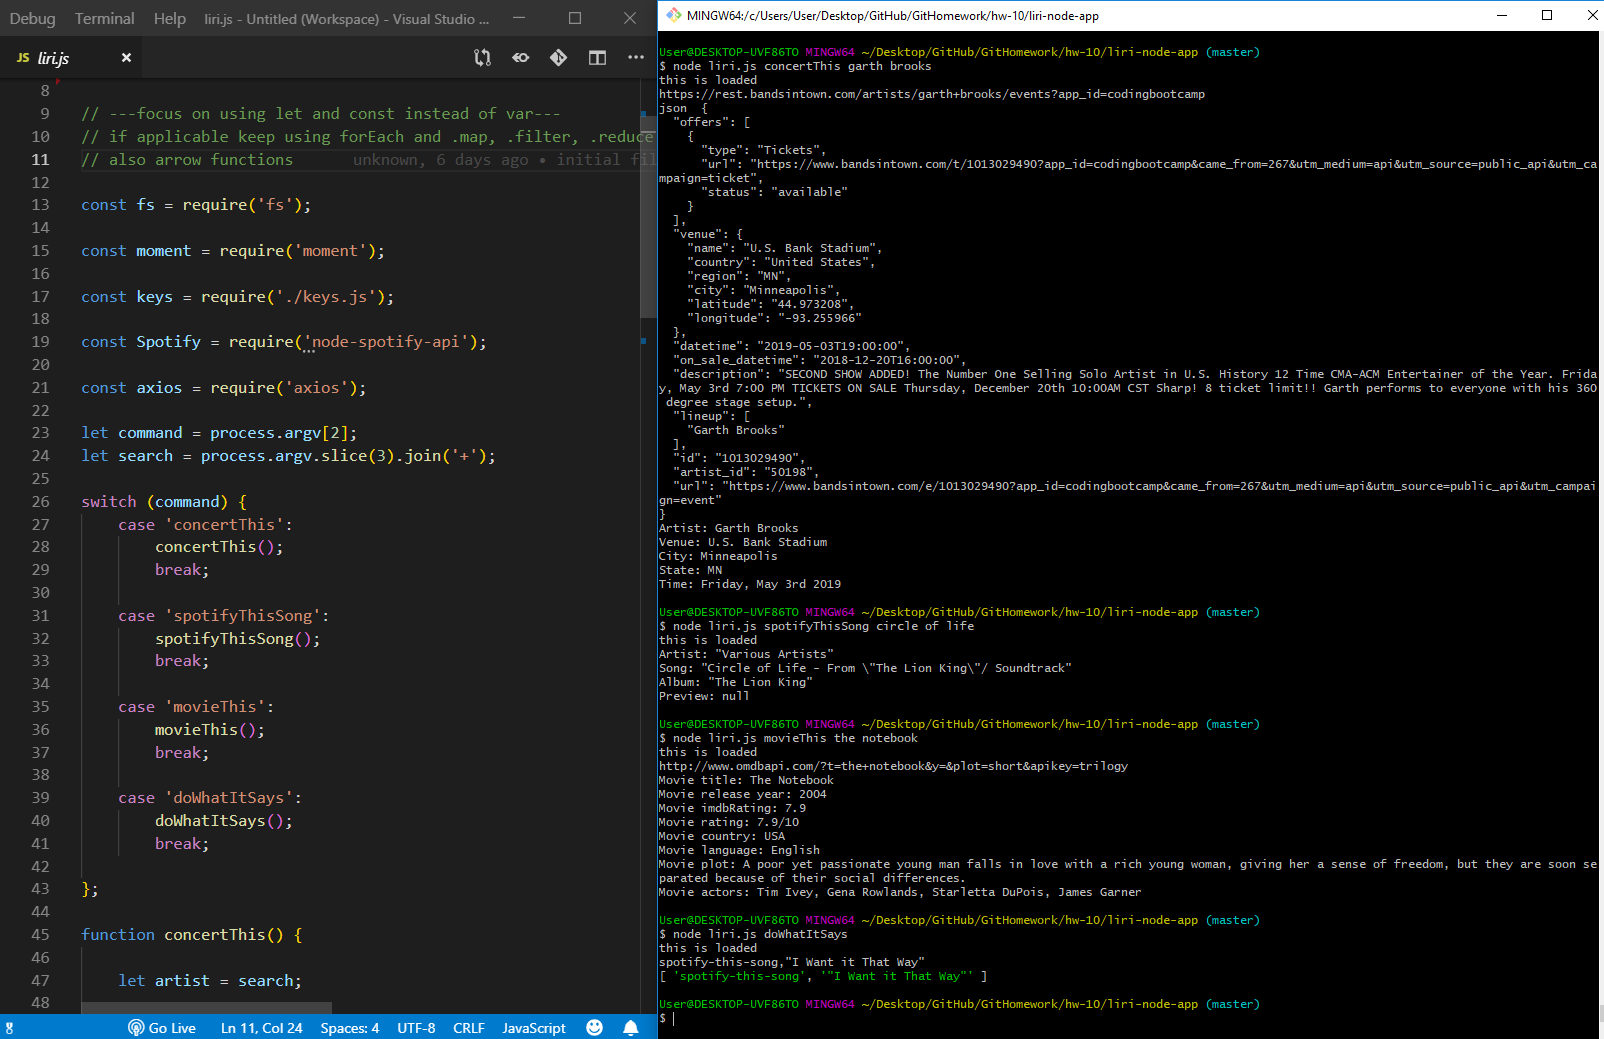 Debug Terminal Help liri.js - Untitled (Workspace) - Visual Studio ...
JS liri.js
8
9 // ---focus on using let and const instead of var---
10 // if applicable keep using forEach and .map, .filter, .reduce
11 // also arrow functions unknown, 6 days ago • initial fil
12
13 const fs = require('fs');
14
15 const moment = require('moment');
16
17 const keys = require('./keys.js');
18
19 const Spotify = require('node-spotify-api');
20
21 const axios = require('axios');
22
23 let command = process.argv[2];
24 let search = process.argv.slice(3).join('+');
25
26 switch (command) {
27 case 'concertThis':
28 concertThis();
29 break;
30
31 case 'spotifyThisSong':
32 spotifyThisSong();
33 break;
34
35 case 'movieThis':
36 movieThis();
37 break;
38
39 case 'doWhatItSays':
40 doWhatItSays();
41 break;
42
43 };
44
45 function concertThis() {
46
47 let artist = search;
48
Go Live Ln 11, Col 24 Spaces: 4 UTF-8 CRLF JavaScript
MINGW64:/c/Users/User/Desktop/GitHub/GitHomework/hw-10/liri-node-app
User@DESKTOP-UVF86TO MINGW64 ~/Desktop/GitHub/GitHomework/hw-10/liri-node-app (master)
$ node liri.js concertThis garth brooks
this is loaded
https://rest.bandsintown.com/artists/garth+brooks/events?app_id=codingbootcamp
json {
"offers": [
{
"type": "Tickets",
"url": "https://www.bandsintown.com/t/1013029490?app_id=codingbootcamp&came_from=267&utm_medium=api&utm_source=public_api&utm_ca
mpaign=ticket",
"status": "available"
}
],
"venue": {
"name": "U.S. Bank Stadium",
"country": "United States",
"region": "MN",
"city": "Minneapolis",
"latitude": "44.973208",
"longitude": "-93.255966"
},
"datetime": "2019-05-03T19:00:00",
"on_sale_datetime": "2018-12-20T16:00:00",
"description": "SECOND SHOW ADDED! The Number One Selling Solo Artist in U.S. History 12 Time CMA-ACM Entertainer of the Year. Frida
y, May 3rd 7:00 PM TICKETS ON SALE Thursday, December 20th 10:00AM CST Sharp! 8 ticket limit!! Garth performs to everyone with his 360
degree stage setup.",
"lineup": [
"Garth Brooks"
],
"id": "1013029490",
"artist_id": "50198",
"url": "https://www.bandsintown.com/e/1013029490?app_id=codingbootcamp&came_from=267&utm_medium=api&utm_source=public_api&utm_campai
gn=event"
}
Artist: Garth Brooks
Venue: U.S. Bank Stadium
City: Minneapolis
State: MN
Time: Friday, May 3rd 2019
User@DESKTOP-UVF86TO MINGW64 ~/Desktop/GitHub/GitHomework/hw-10/liri-node-app (master)
$ node liri.js spotifyThisSong circle of life
this is loaded
Artist: "Various Artists"
Song: "Circle of Life - From \"The Lion King\"/ Soundtrack"
Album: "The Lion King"
Preview: null
User@DESKTOP-UVF86TO MINGW64 ~/Desktop/GitHub/GitHomework/hw-10/liri-node-app (master)
$ node liri.js movieThis the notebook
this is loaded
http://www.omdbapi.com/?t=the+notebook&y=&plot=short&apikey=trilogy
Movie title: The Notebook
Movie release year: 2004
Movie imdbRating: 7.9
Movie rating: 7.9/10
Movie country: USA
Movie language: English
Movie plot: A poor yet passionate young man falls in love with a rich young woman, giving her a sense of freedom, but they are soon se
parated because of their social differences.
Movie actors: Tim Ivey, Gena Rowlands, Starletta DuPois, James Garner
User@DESKTOP-UVF86TO MINGW64 ~/Desktop/GitHub/GitHomework/hw-10/liri-node-app (master)
$ node liri.js doWhatItSays
this is loaded
spotify-this-song,"I Want it That Way"
[ 'spotify-this-song', '"I Want it That Way"' ]
User@DESKTOP-UVF86TO MINGW64 ~/Desktop/GitHub/GitHomework/hw-10/liri-node-app (master)
$